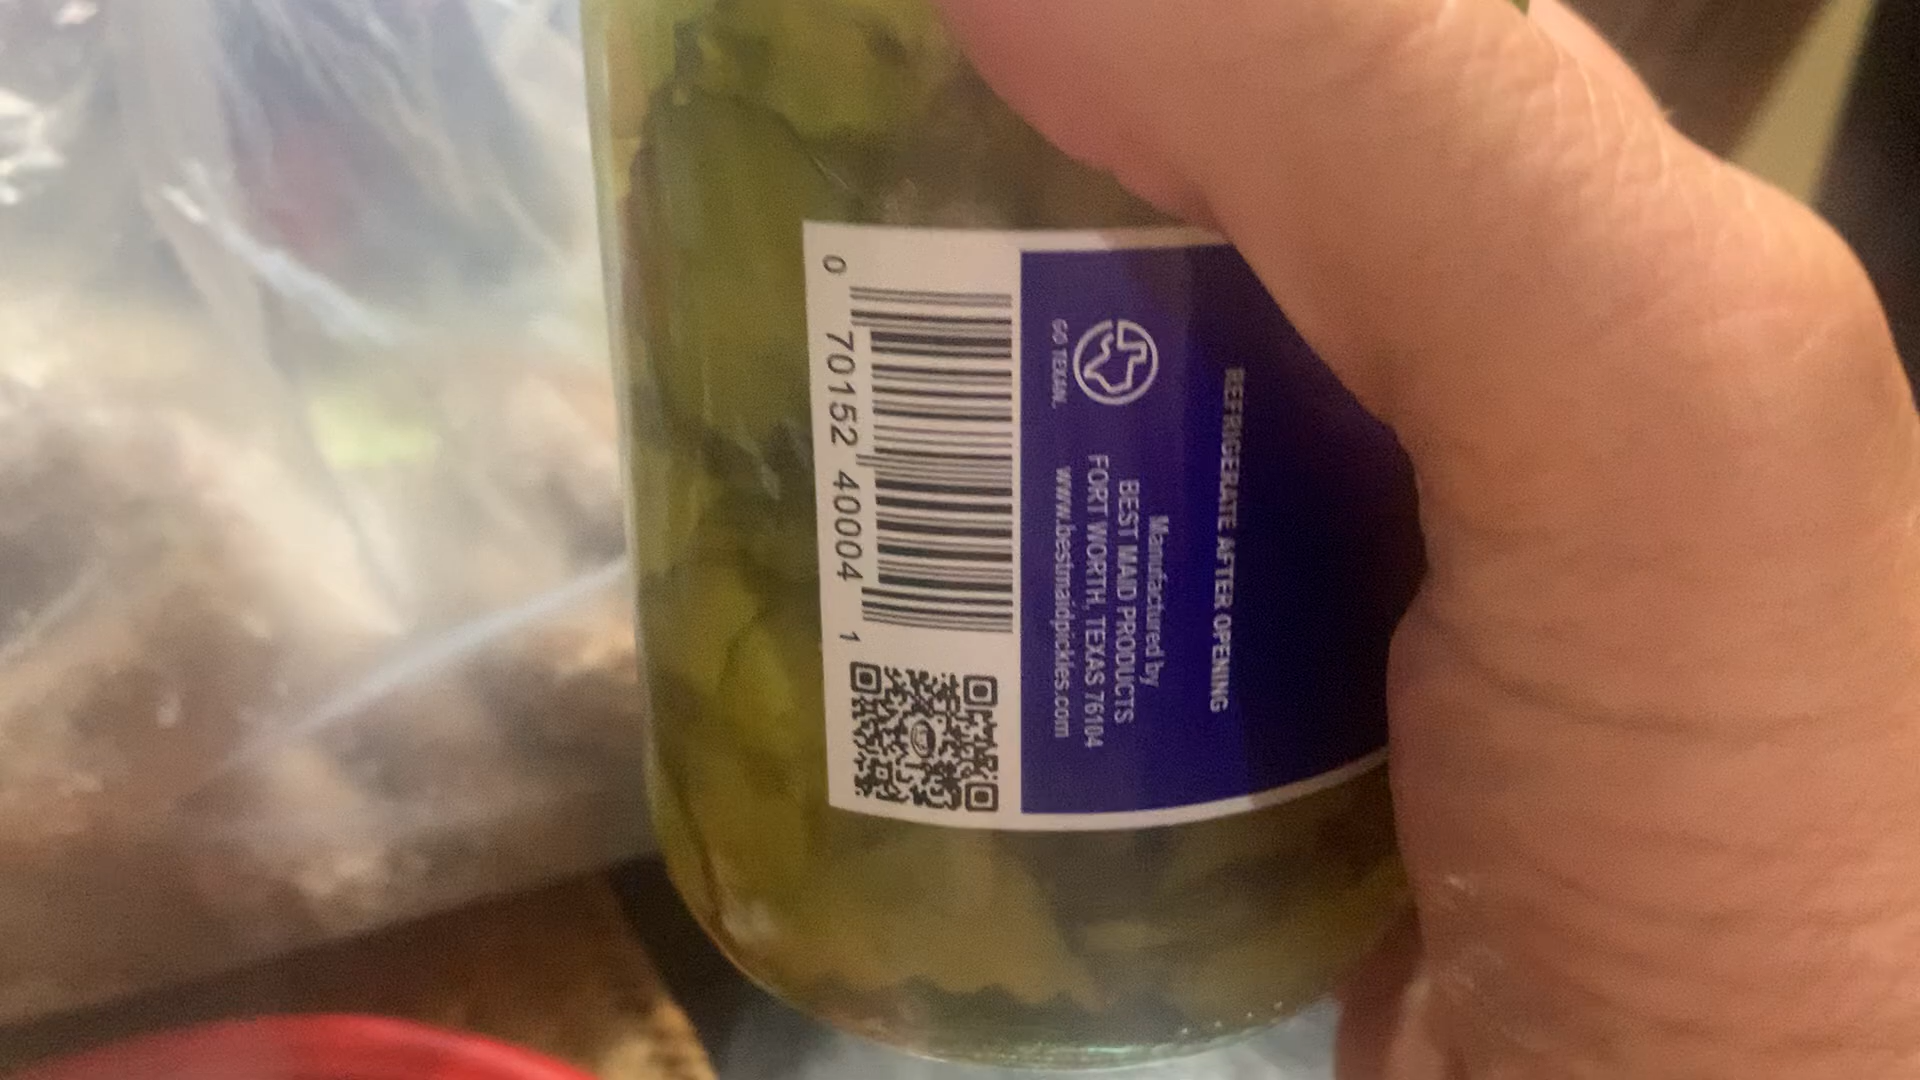 REFRIGERATE AFTER OPENING
Manufactured by
BEST MAID PRODUCTS
FORT WORTH, TEXAS 76104
www.bestmaidpickles.com
GO TEXAN.
0 70152 40004 1